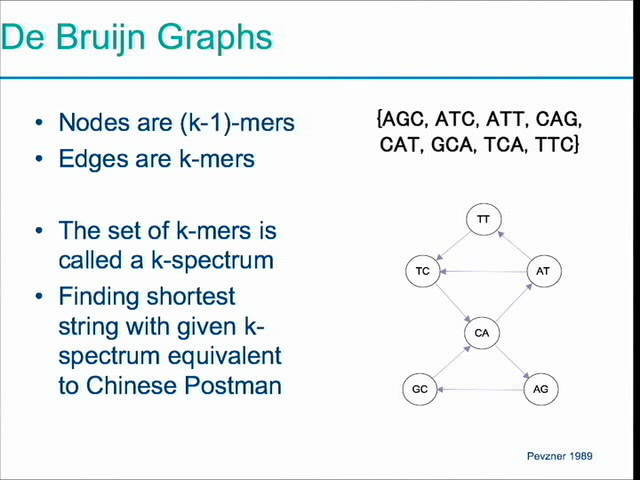 De Bruijn Graphs
• Nodes are (k-1)-mers
• Edges are k-mers
• The set of k-mers is
called a k-spectrum
• Finding shortest
string with given k-
spectrum equivalent
to Chinese Postman
{AGC, ATC, ATT, CAG,
CAT, GCA, TCA, TTC}
TT
TC
AT
CA
GC
AG
Pevzner 1989